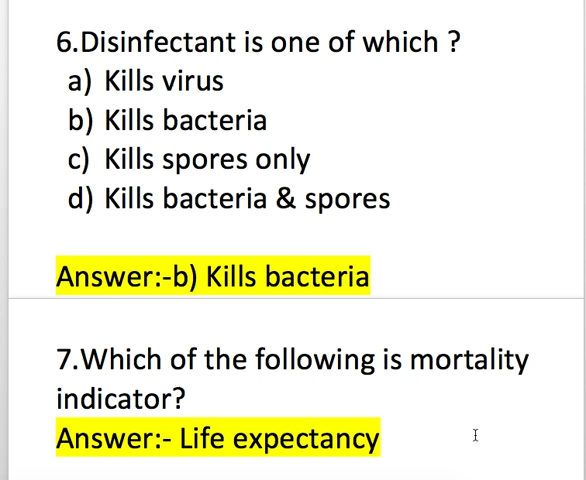 6.Disinfectant is one of which ?
a) Kills virus
b) Kills bacteria
c) Kills spores only
d) Kills bacteria & spores
Answer:-b) Kills bacteria
7.Which of the following is mortality
indicator?
Answer:- Life expectancy